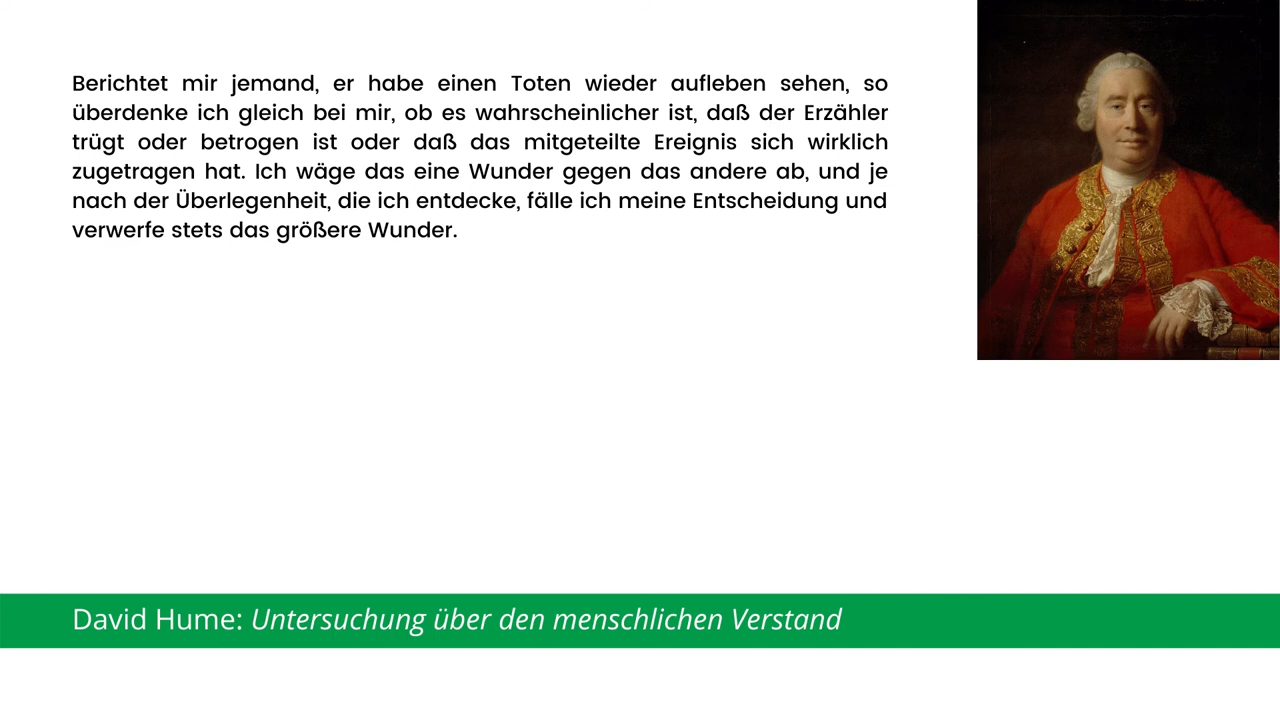 Berichtet mir jemand, er habe einen Toten wieder aufleben sehen, so
überdenke ich gleich bei mir, ob es wahrscheinlicher ist, daß der Erzähler
trügt oder betrogen ist oder daß das mitgeteilte Ereignis sich wirklich
zugetragen hat. Ich wäge das eine Wunder gegen das andere ab, und je
nach der Überlegenheit, die ich entdecke, fälle ich meine Entscheidung und
verwerfe stets das größere Wunder.
David Hume: Untersuchung über den menschlichen Verstand